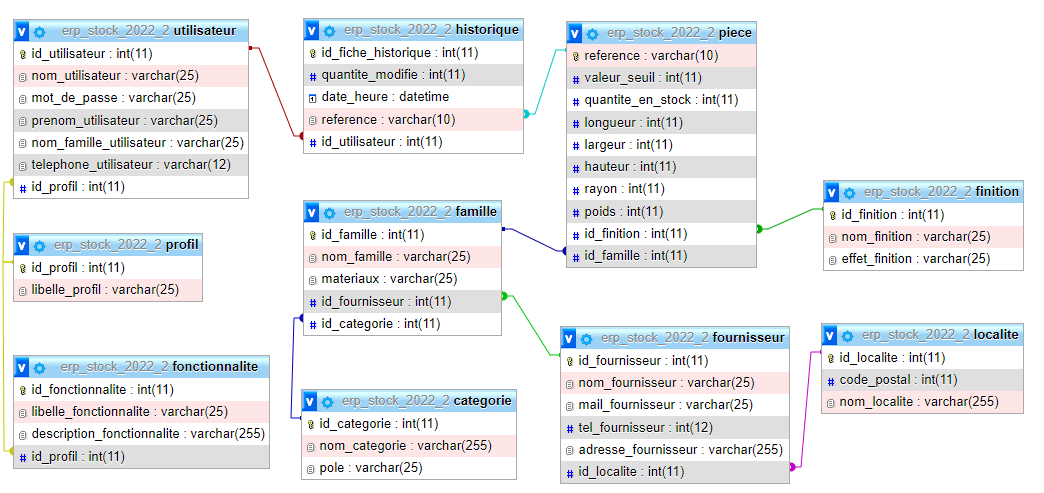 erp_stock_2022_2 utilisateur
id_utilisateur : int(11)
nom_utilisateur : varchar(25)
mot_de_passe : varchar(25)
prenom_utilisateur : varchar(25)
nom_famille_utilisateur : varchar(25)
telephone_utilisateur : varchar(12)
id_profil : int(11)
erp_stock_2022_2 profil
id_profil : int(11)
libelle_profil : varchar(25)
erp_stock_2022_2 fonctionnalite
id_fonctionnalite : int(11)
libelle_fonctionnalite : varchar(25)
description_fonctionnalite : varchar(255)
id_profil : int(11)
erp_stock_2022_2 historique
id_fiche_historique : int(11)
quantite_modifie : int(11)
date_heure : datetime
reference : varchar(10)
id_utilisateur : int(11)
erp_stock_2022_2 famille
id_famille : int(11)
nom_famille : varchar(25)
materiaux : varchar(25)
id_fournisseur : int(11)
id_categorie : int(11)
erp_stock_2022_2 categorie
id_categorie : int(11)
nom_categorie : varchar(255)
pole : varchar(25)
erp_stock_2022_2 piece
reference : varchar(10)
valeur_seuil : int(11)
quantite_en_stock : int(11)
longueur : int(11)
largeur : int(11)
hauteur : int(11)
rayon : int(11)
poids : int(11)
id_finition : int(11)
id_famille : int(11)
erp_stock_2022_2 fournisseur
id_fournisseur : int(11)
nom_fournisseur : varchar(25)
mail_fournisseur : varchar(25)
tel_fournisseur : int(12)
adresse_fournisseur : varchar(255)
id_localite : int(11)
erp_stock_2022_2 finition
id_finition : int(11)
nom_finition : varchar(25)
effet_finition : varchar(25)
erp_stock_2022_2 localite
id_localite : int(11)
code_postal : int(11)
nom_localite : varchar(255)